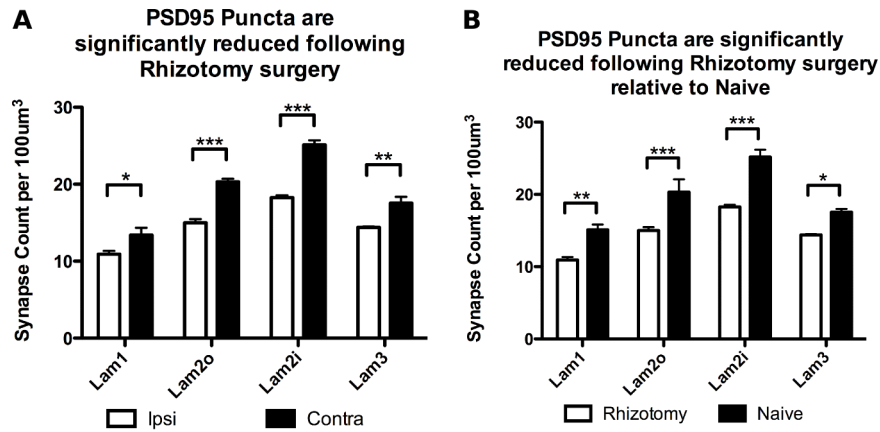 A
PSD95 Puncta are
significantly reduced following
Rhizotomy surgery
Synapse Count per 100um³
30
20
10
0
*
***
***
**
Lam1
Lam2o
Lam2i
Lam3
Ipsi
Contra
B
PSD95 Puncta are significantly
reduced following Rhizotomy surgery
relative to Naive
Synapse Count per 100um³
30
20
10
0
**
***
***
*
Lam1
Lam2o
Lam2i
Lam3
Rhizotomy
Naive